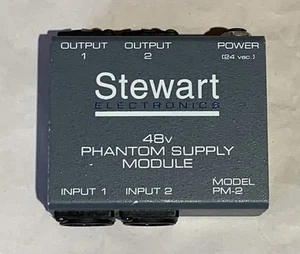 OUTPUT 1
OUTPUT 2
POWER
(24 vac.)
Stewart
ELECTRONICS
48v
PHANTOM SUPPLY
MODULE
INPUT 1
INPUT 2
MODEL
PM-2